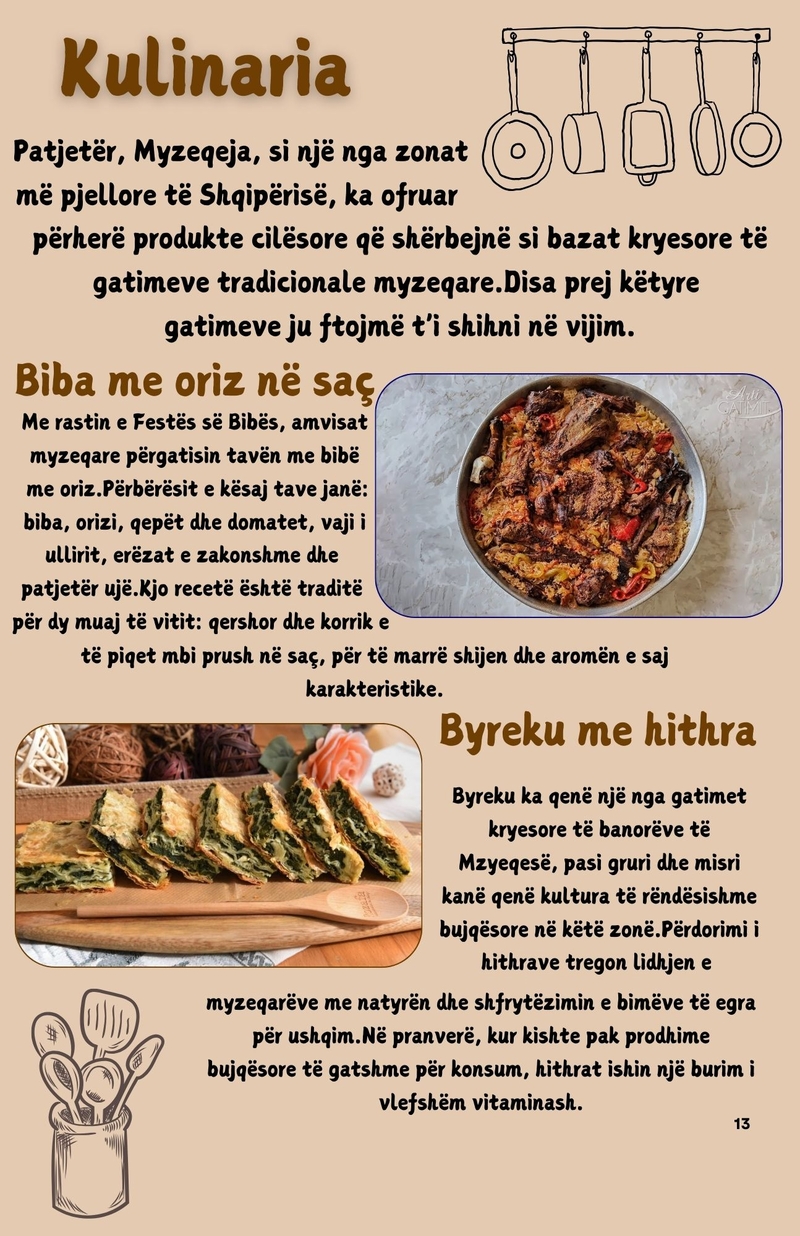 Kulinaria
Patjetër, Myzeqeja, si një nga zonat
më pjellore të Shqipërisë, ka ofruar
përherë produkte cilësore që shërbejnë si bazat kryesore të
gatimeve tradicionale myzeqare.Disa prej këtyre
gatimeve ju ftojmë t'i shihni në vijim.
Biba me oriz në saç
Me rastin e Festës së Bibës, amvisat
myzeqare përgatisin tavën me bibë
me oriz.Përbërësit e kësaj tave janë:
biba, orizi, qepët dhe domatet, vaji i
ullirit, erëzat e zakonshme dhe
patjetër ujë.Kjo recetë është traditë
për dy muaj të vitit: qershor dhe korrik e
të piqet mbi prush në saç, për të marrë shijen dhe aromën e saj
karakteristike.
Byreku me hithra
Byreku ka qenë një nga gatimet
kryesore të banorëve të
Mzyeqesë, pasi gruri dhe misri
kanë qenë kultura të rëndësishme
bujqësore në këtë zonë.Përdorimi i
hithrave tregon lidhjen e
myzeqarëve me natyrën dhe shfrytëzimin e bimëve të egra
për ushqim.Në pranverë, kur kishte pak prodhime
bujqësore të gatshme për konsum, hithrat ishin një burim i
vlefshëm vitaminash.
13